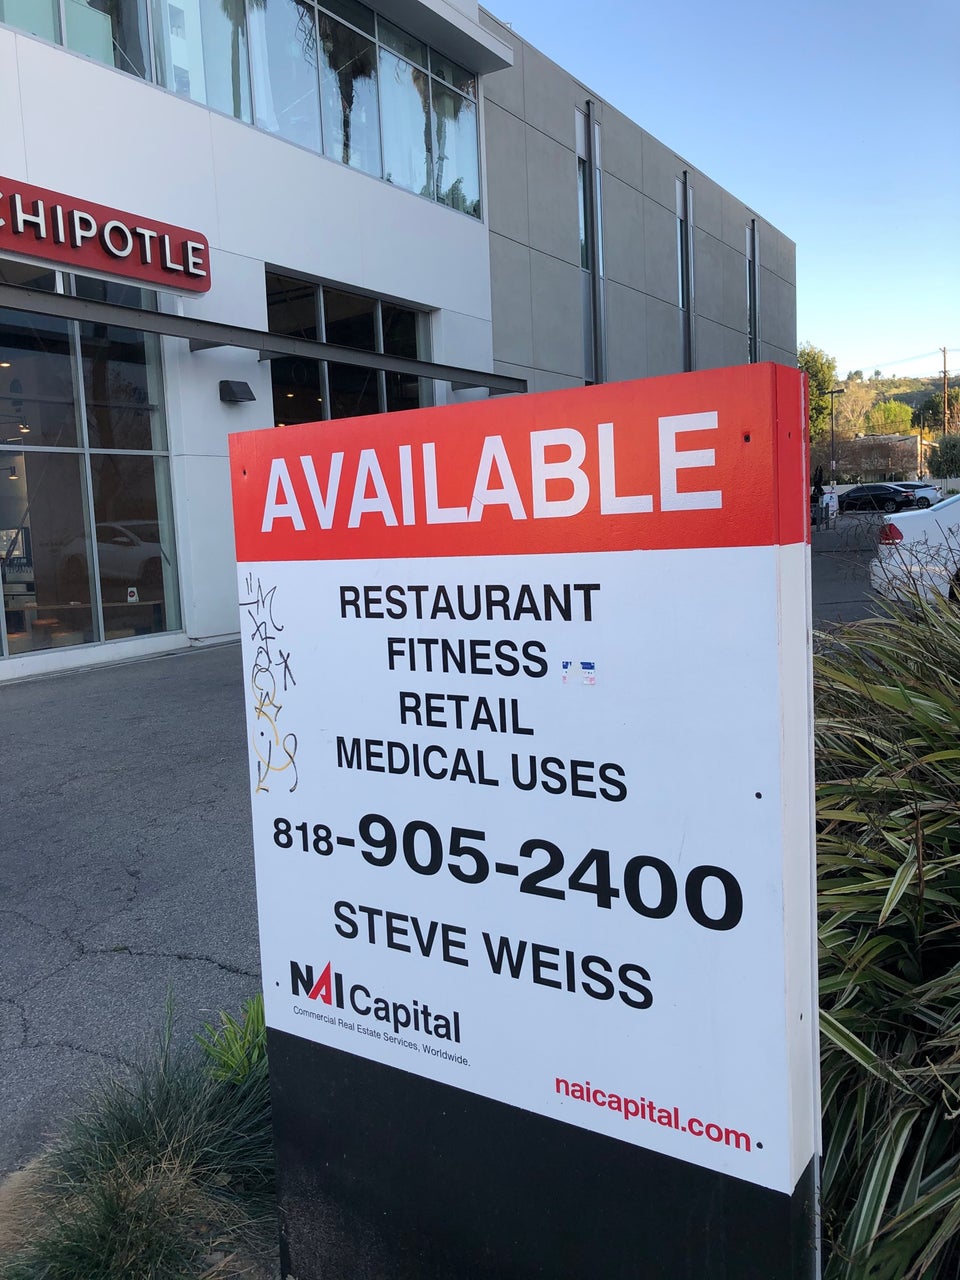 CHIPOTLE
AVAILABLE
RESTAURANT
FITNESS
RETAIL
MEDICAL USES
818-905-2400
STEVE WEISS
NAI Capital
Commercial Real Estate Services, Worldwide.
naicapital.com